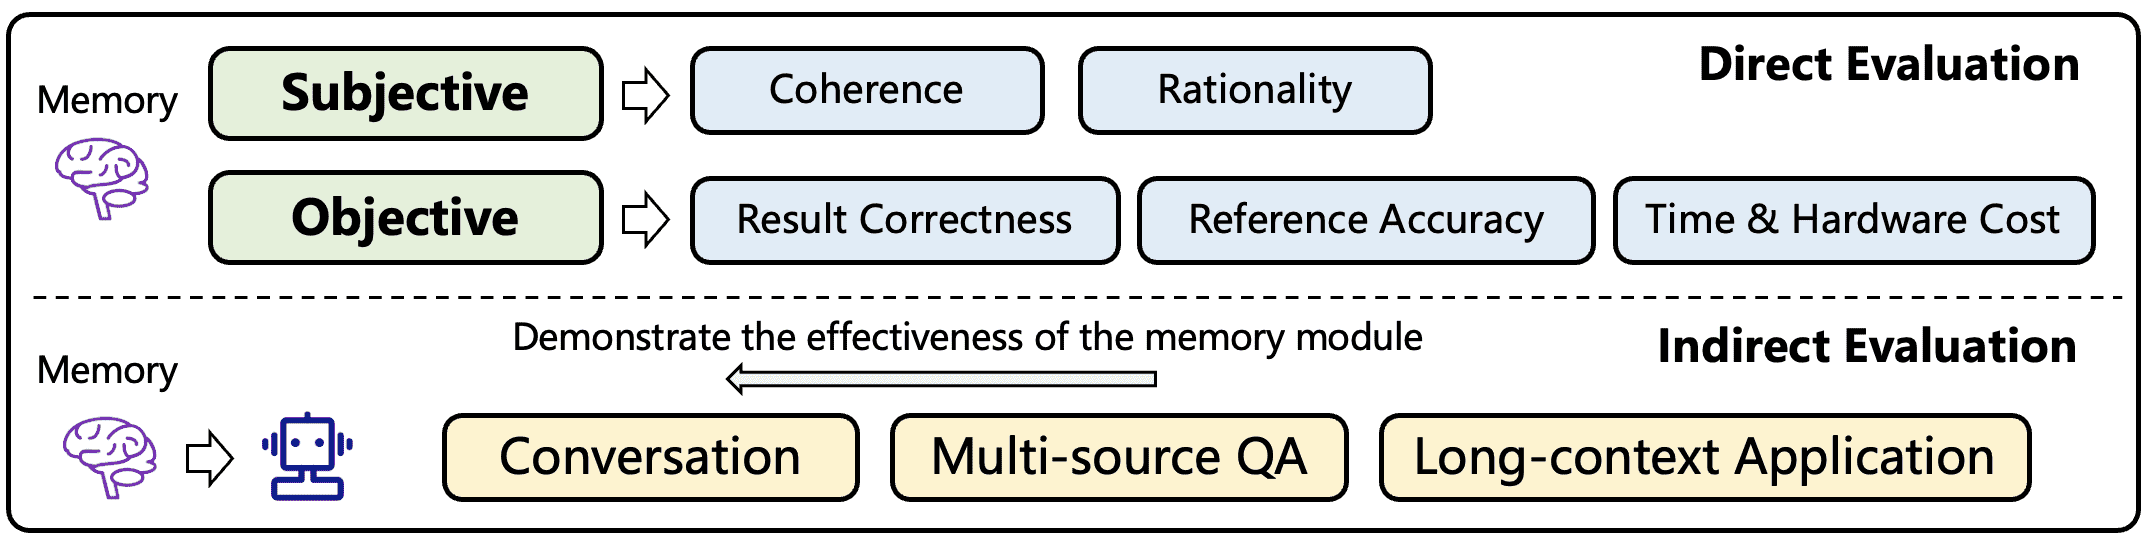 Direct Evaluation
Memory
Subjective
Coherence
Rationality
Objective
Result Correctness
Reference Accuracy
Time & Hardware Cost
Demonstrate the effectiveness of the memory module
Indirect Evaluation
Memory
Conversation
Multi-source QA
Long-context Application